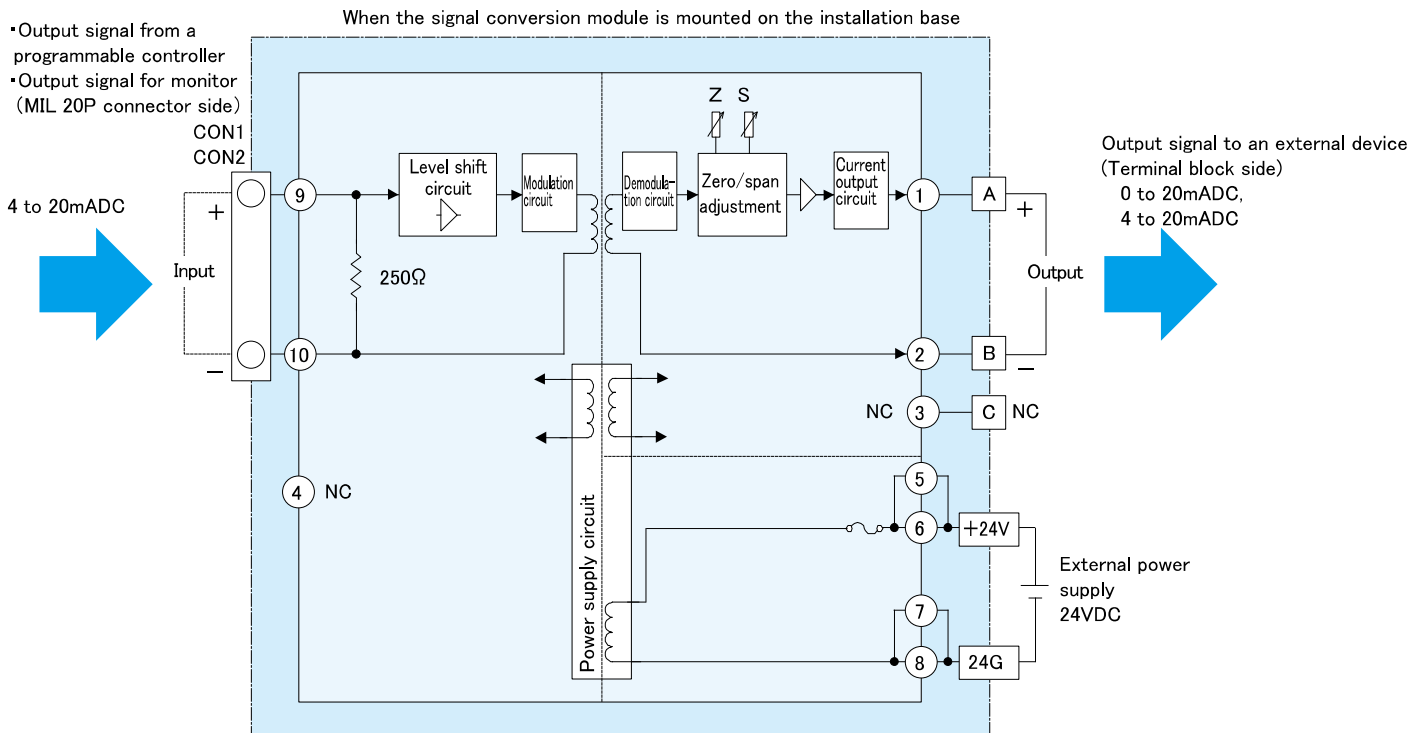 When the signal conversion module is mounted on the installation base
・Output signal from a
programmable controller
・Output signal for monitor
(MIL 20P connector side)
CON1
CON2
4 to 20mADC
+
Input
−
9
10
4
NC
250Ω
Level shift
circuit
Modulation
circuit
Demodula-
tion circuit
Z
S
Zero/span
adjustment
Current
output
circuit
1
A
+
Output
2
B
−
NC
3
C
NC
Output signal to an external device
(Terminal block side)
0 to 20mADC,
4 to 20mADC
Power supply circuit
5
6
+24V
7
8
24G
External power
supply
24VDC